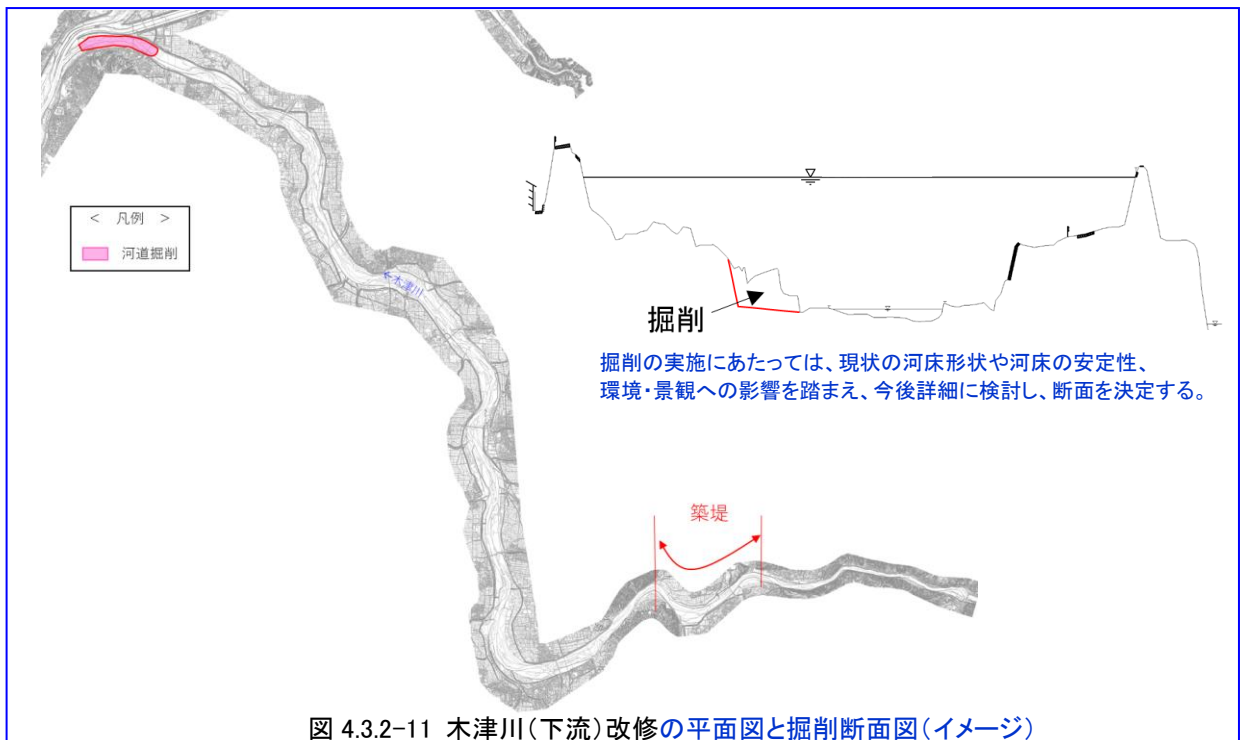 < 凡例 >
河道掘削
←木津川
掘削
掘削の実施にあたっては、現状の河床形状や河床の安定性、
環境・景観への影響を踏まえ、今後詳細に検討し、断面を決定する。
築堤
図 4.3.2-11 木津川(下流)改修の平面図と掘削断面図(イメージ)